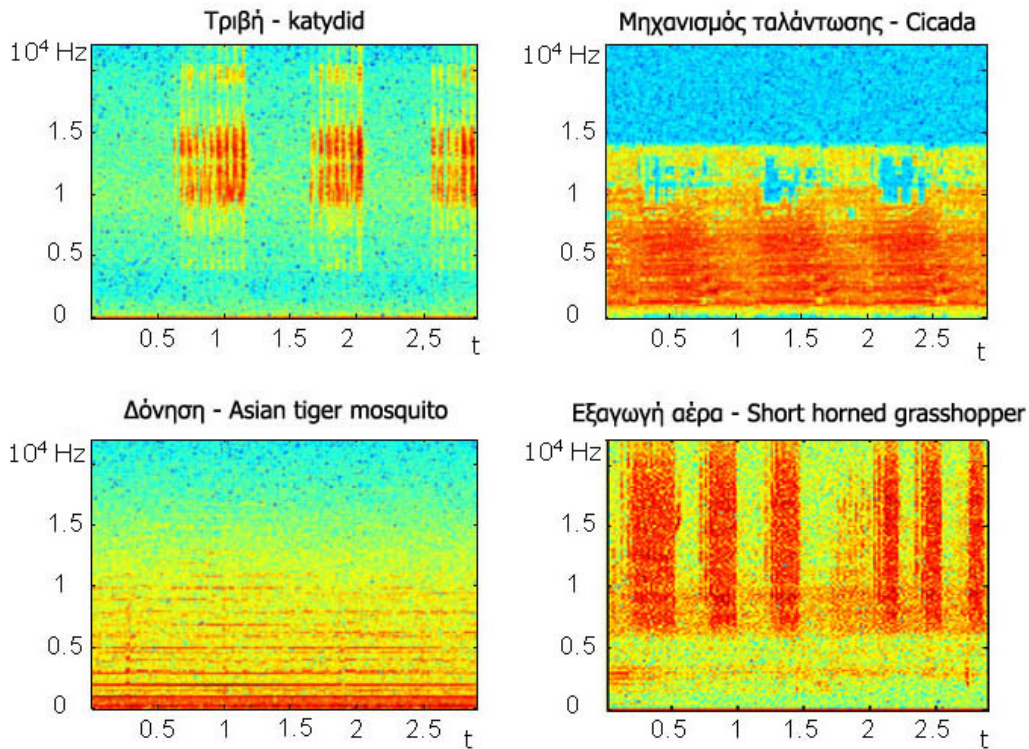 Τριβή - katydid
10⁴ Hz
1.5
1
0.5
0
0.5 1 1.5 2 2,5 t
Μηχανισμός ταλάντωσης - Cicada
10⁴ Hz
1.5
1
0.5
0
0.5 1 1.5 2 2.5 t
Δόνηση - Asian tiger mosquito
10⁴ Hz
1.5
1
0.5
0
0.5 1 1.5 2 2.5 t
Εξαγωγή αέρα - Short horned grasshopper
10⁴ Hz
1.5
1
0.5
0
0.5 1 1.5 2 2.5 t